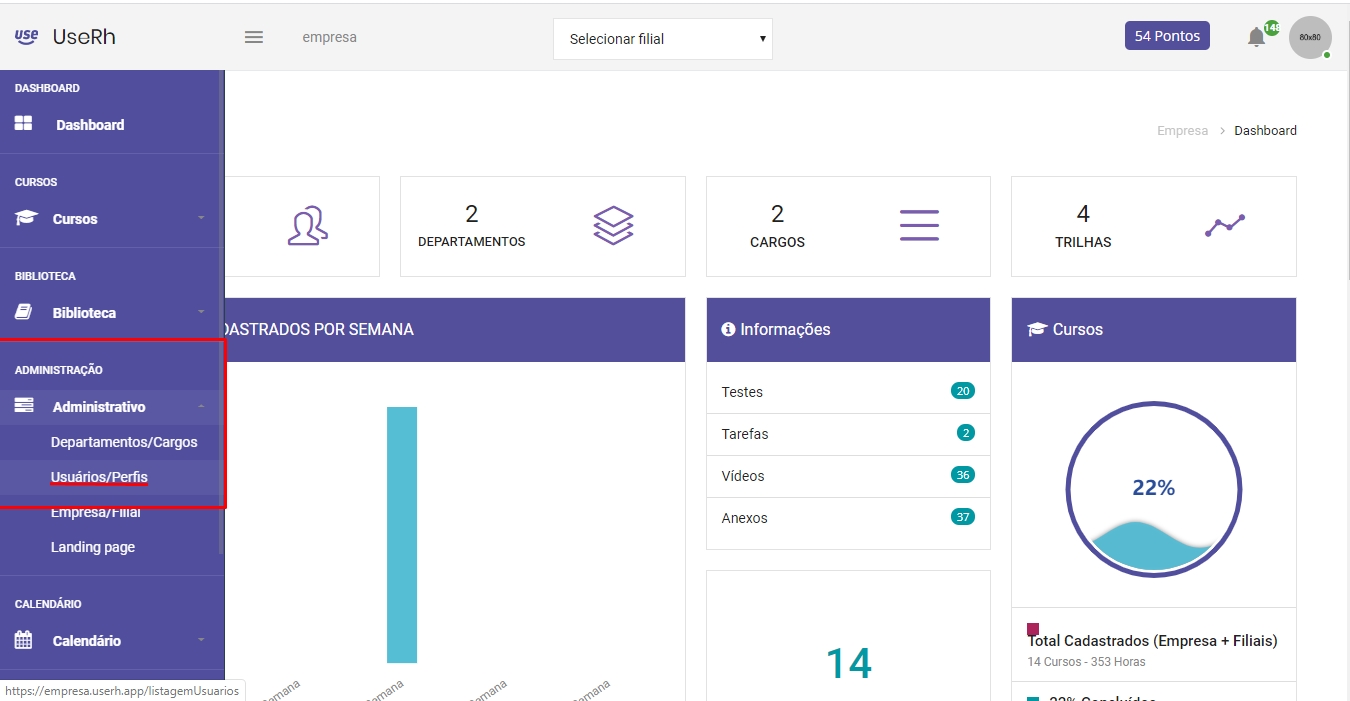 use UseRh
empresa
Selecionar filial
54 Pontos
148
80x80
DASHBOARD
Dashboard
CURSOS
Cursos
BIBLIOTECA
Biblioteca
ADMINISTRAÇÃO
Administrativo
Departamentos/Cargos
Usuários/Perfis
Empresa/Filial
Landing page
CALENDÁRIO
Calendário
https://empresa.userh.app/listagemUsuarios
Empresa > Dashboard
2
DEPARTAMENTOS
2
CARGOS
4
TRILHAS
DASTRADOS POR SEMANA
semana
semana
semana
semana
Informações
Testes 20
Tarefas 2
Vídeos 36
Anexos 37
14
Cursos
22%
Total Cadastrados (Empresa + Filiais)
14 Cursos - 353 Horas
22% Concluídos